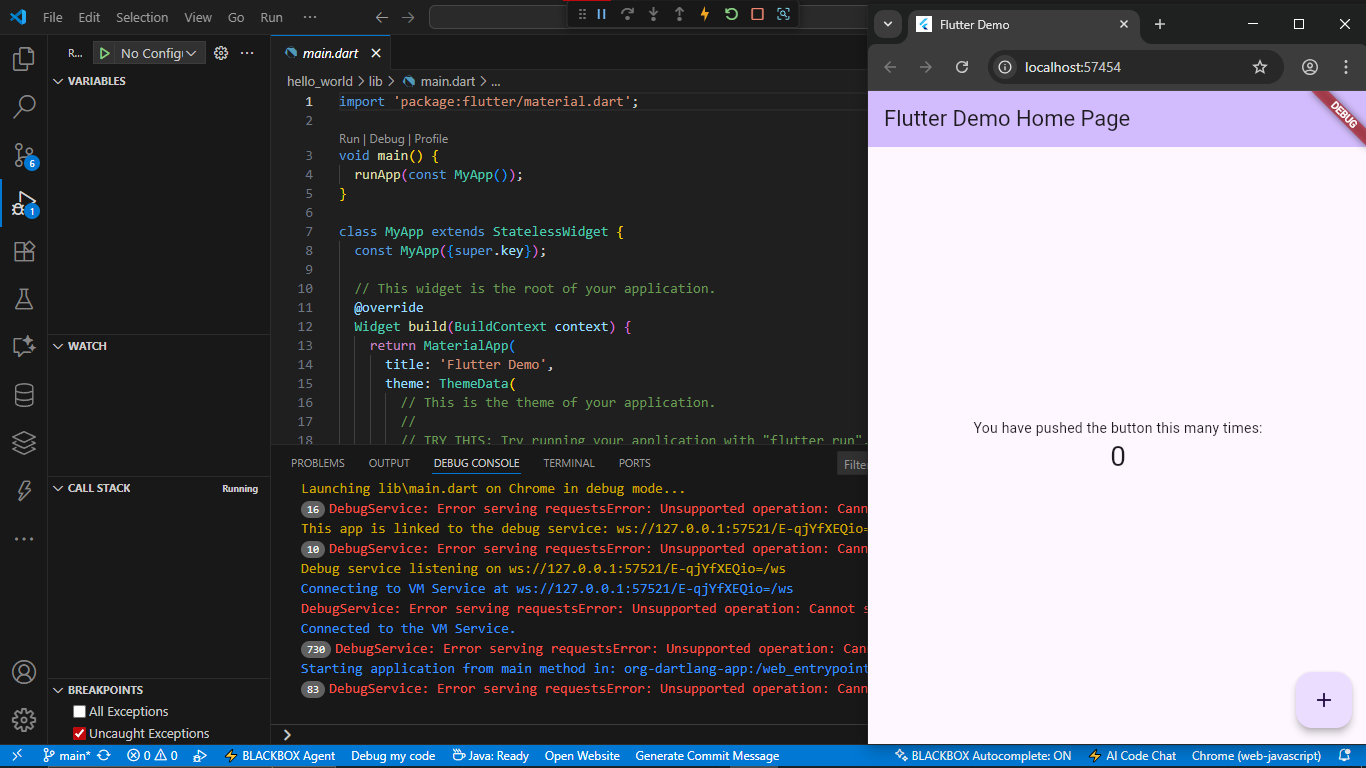 File Edit Selection View Go Run ...
R... No Config
VARIABLES
WATCH
CALL STACK Running
BREAKPOINTS
All Exceptions
Uncaught Exceptions
6
1
main.dart
hello_world > lib > main.dart > ...
1 import 'package:flutter/material.dart';
2
Run | Debug | Profile
3 void main() {
4 runApp(const MyApp());
5 }
6
7 class MyApp extends StatelessWidget {
8 const MyApp({super.key});
9
10 // This widget is the root of your application.
11 @override
12 Widget build(BuildContext context) {
13 return MaterialApp(
14 title: 'Flutter Demo',
15 theme: ThemeData(
16 // This is the theme of your application.
17 //
18 // TRY THIS: Try running your application with "flutter run".
PROBLEMS OUTPUT DEBUG CONSOLE TERMINAL PORTS Filter
Launching lib\main.dart on Chrome in debug mode...
16 DebugService: Error serving requestsError: Unsupported operation: Cann
This app is linked to the debug service: ws://127.0.0.1:57521/E-qjYfXEQio=
10 DebugService: Error serving requestsError: Unsupported operation: Cann
Debug service listening on ws://127.0.0.1:57521/E-qjYfXEQio=/ws
Connecting to VM Service at ws://127.0.0.1:57521/E-qjYfXEQio=/ws
DebugService: Error serving requestsError: Unsupported operation: Cannot s
Connected to the VM Service.
730 DebugService: Error serving requestsError: Unsupported operation: Can
Starting application from main method in: org-dartlang-app:/web_entrypoint
83 DebugService: Error serving requestsError: Unsupported operation: Cann
Flutter Demo
localhost:57454
Flutter Demo Home Page
DEBUG
You have pushed the button this many times:
0
+
main* 0 0 BLACKBOX Agent Debug my code Java: Ready Open Website Generate Commit Message BLACKBOX Autocomplete: ON AI Code Chat Chrome (web-javascript)